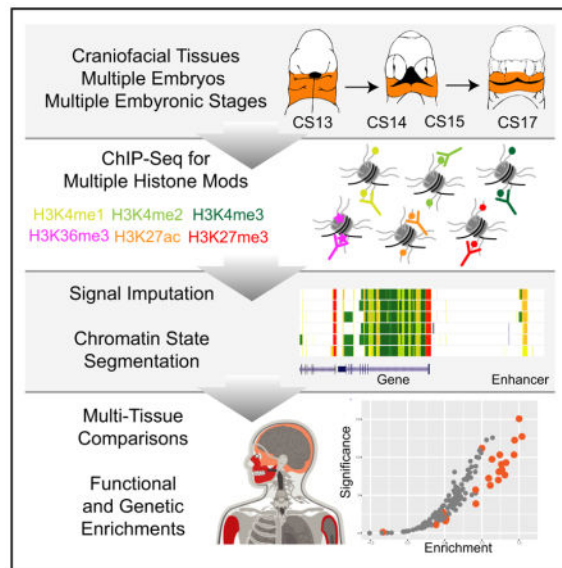 Craniofacial Tissues
Multiple Embryos
Multiple Embyronic Stages
CS13
CS14
CS15
CS17
ChIP-Seq for
Multiple Histone Mods
H3K4me1 H3K4me2 H3K4me3
H3K36me3 H3K27ac H3K27me3
Signal Imputation
Chromatin State
Segmentation
Gene
Enhancer
Multi-Tissue
Comparisons
Functional
and Genetic
Enrichments
Significance
Enrichment